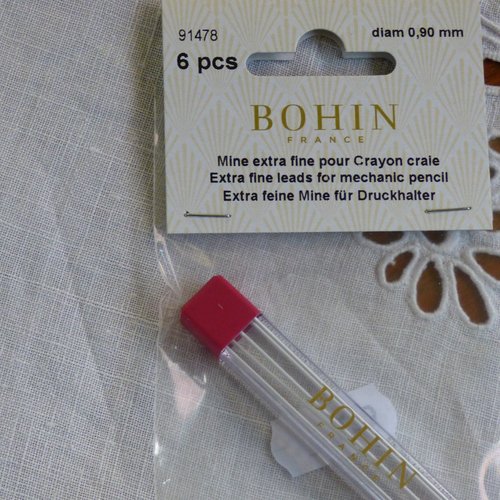 91478
diam 0,90 mm
6 pcs
BOHIN
FRANCE
Mine extra fine pour Crayon craie
Extra fine leads for mechanic pencil
Extra feine Mine für Druckhalter
BOHIN
FRANCE